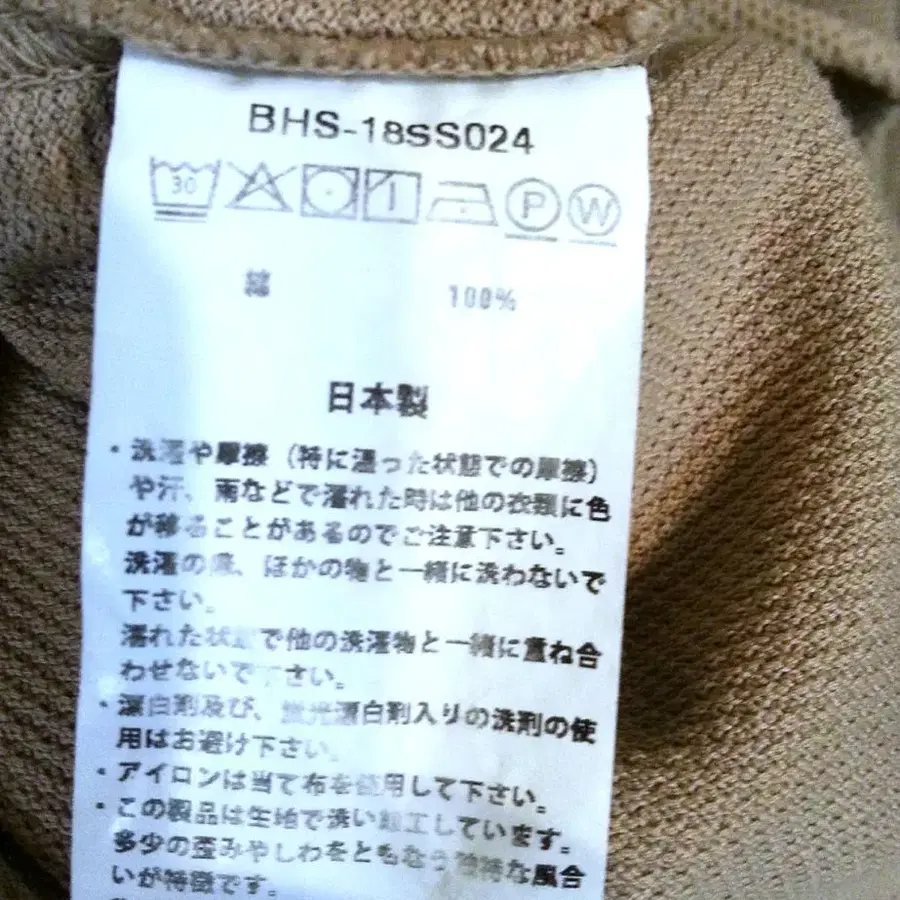 BHS-18SS024
30
P W
綿 100%
日本製
・洗濯や摩擦（特に湿った状態での摩擦）
や汗、雨などで濡れた時は他の衣類に色
が移ることがあるのでご注意下さい。
洗濯の際、ほかの物と一緒に洗わないで
下さい。
濡れた状態で他の洗濯物と一緒に重ね合
わせないで下さい。
・漂白剤及び、蛍光漂白剤入りの洗剤の使
用はお避け下さい。
・アイロンは当て布を使用して下さい。
・この製品は生地で洗い加工しています。
多少の歪みやしわをともなう独特な風合
いが特徴です。